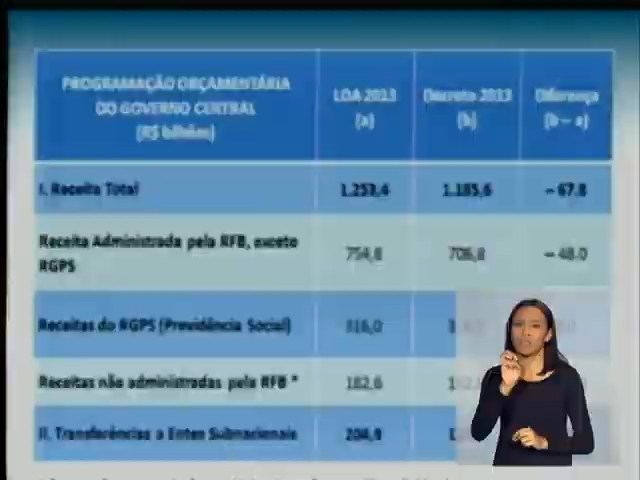 PROGRAMAÇÃO ORÇAMENTÁRIA
DO GOVERNO CENTRAL
(R$ bilhões)
LOA 2013
(a)
Decreto 2013
(b)
Diferença
(b – a)
I. Receita Total 1.253,4 1.185,6 – 67,8
Receita Administrada pela RFB, exceto
RGPS
754,8 706,8 – 48,0
Receitas do RGPS (Previdência Social) 316,0
Receitas não administradas pela RFB * 182,6
II. Transferências a Entes Subnacionais 204,9